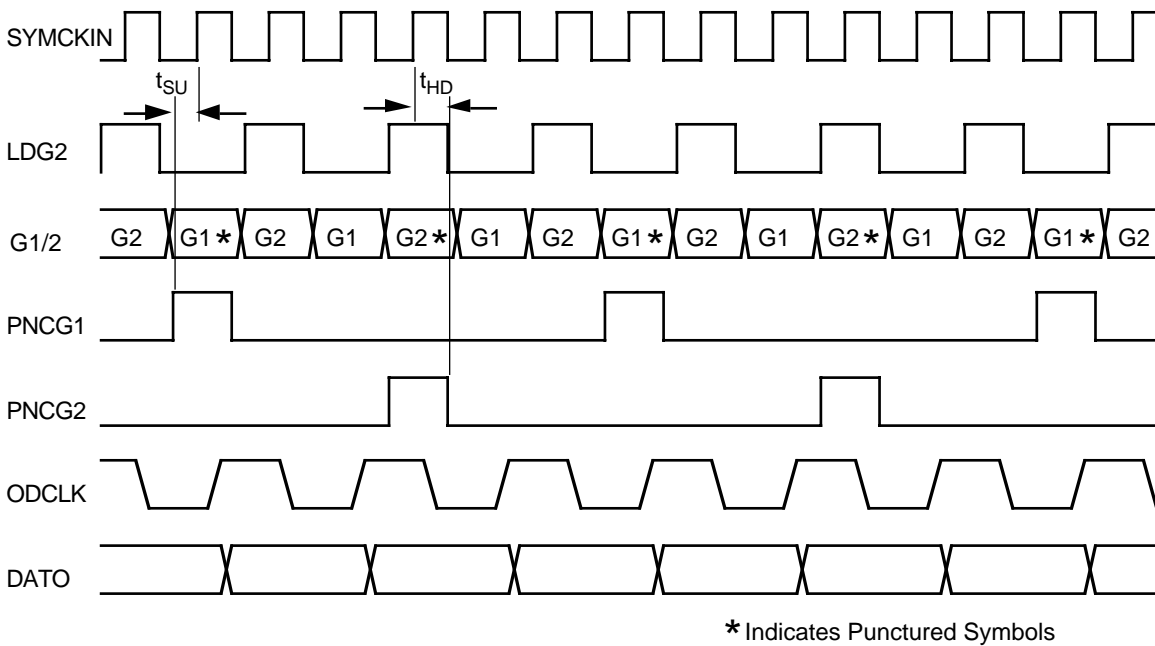 SYMCKIN
tSU
tHD
LDG2
G1/2 G2 G1* G2 G1 G2* G1 G2 G1* G2 G1 G2* G1 G2 G1* G2
PNCG1
PNCG2
ODCLK
DATO
* Indicates Punctured Symbols